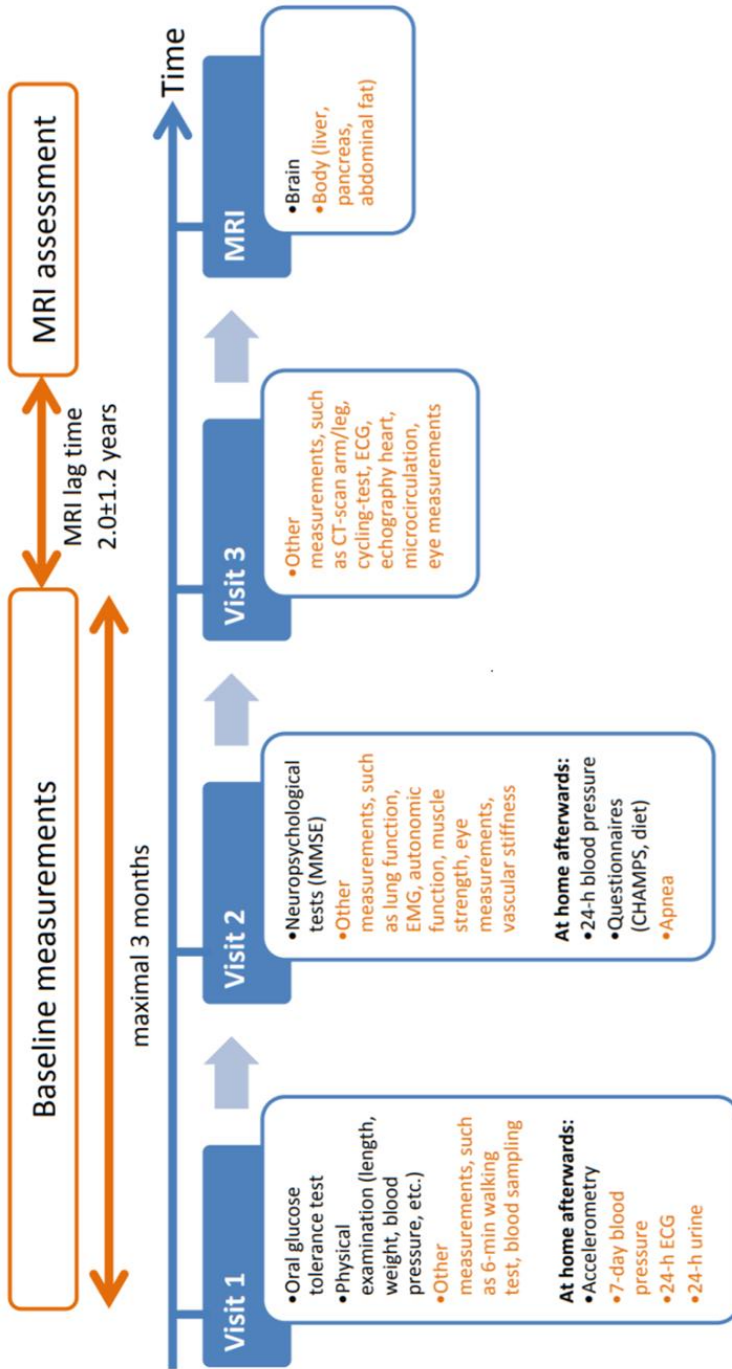 Baseline measurements
MRI assessment
maximal 3 months
MRI lag time
2.0±1.2 years
Time
Visit 1
•Oral glucose
tolerance test
•Physical
examination (length,
weight, blood
pressure, etc.)
•Other
measurements, such
as 6-min walking
test, blood sampling
At home afterwards:
•Accelerometry
•7-day blood
pressure
•24-h ECG
•24-h urine
Visit 2
•Neuropsychological
tests (MMSE)
•Other
measurements, such
as lung function,
EMG, autonomic
function, muscle
strength, eye
measurements,
vascular stiffness
At home afterwards:
•24-h blood pressure
•Questionnaires
(CHAMPS, diet)
•Apnea
Visit 3
•Other
measurements, such
as CT-scan arm/leg,
cycling-test, ECG,
echography heart,
microcirculation,
eye measurements
MRI
•Brain
•Body (liver,
pancreas,
abdominal fat)